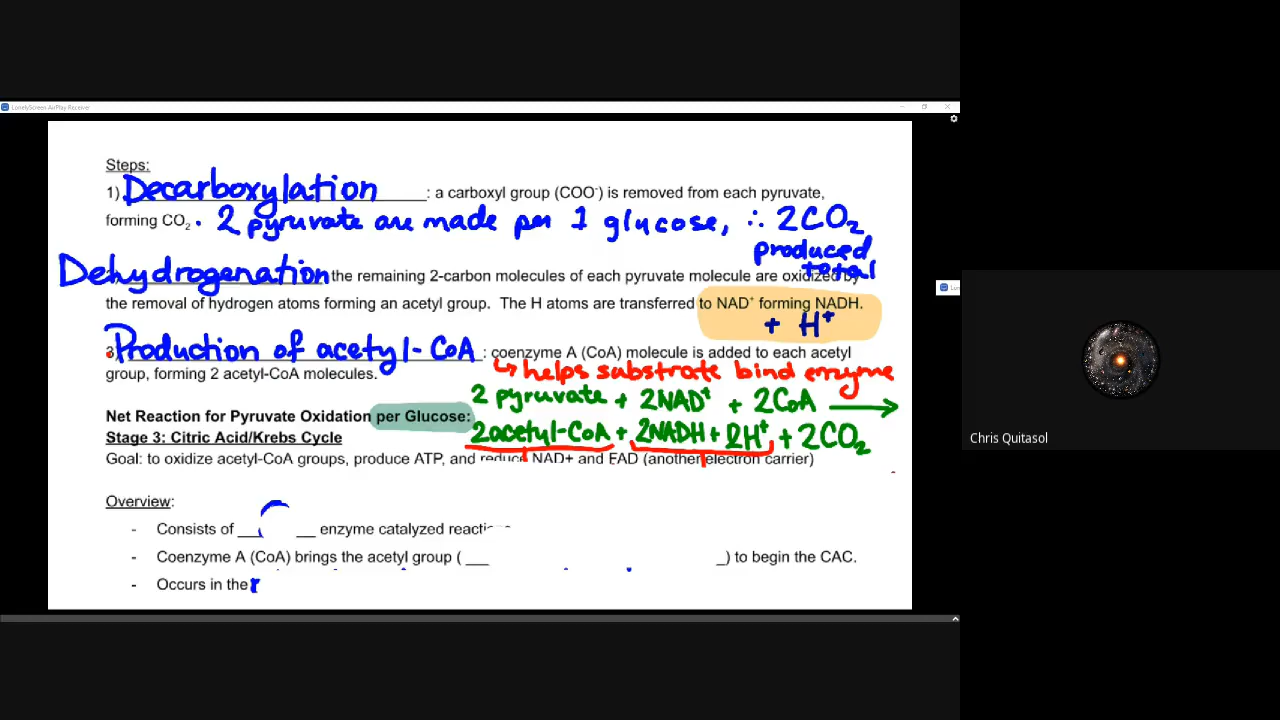 LonelyScreen AirPlay Receiver
Steps:
1) Decarboxylation : a carboxyl group (COO-) is removed from each pyruvate,
forming CO2. 2 pyruvate are made per 1 glucose, ∴ 2CO2
produced
total
Dehydrogenation the remaining 2-carbon molecules of each pyruvate molecule are oxidized by
the removal of hydrogen atoms forming an acetyl group. The H atoms are transferred to NAD+ forming NADH.
+ H+
3. Production of acetyl-CoA : coenzyme A (CoA) molecule is added to each acetyl
group, forming 2 acetyl-CoA molecules.
↳ helps substrate bind enzyme
2 pyruvate + 2NAD+ + 2CoA →
Net Reaction for Pyruvate Oxidation per Glucose:
2acetyl-CoA + 2NADH + 2H+ + 2CO2
Stage 3: Citric Acid/Krebs Cycle
Goal: to oxidize acetyl-CoA groups, produce ATP, and reduce NAD+ and FAD (another electron carrier)
Overview:
- Consists of __ __ enzyme catalyzed reactions
- Coenzyme A (CoA) brings the acetyl group (___ _) to begin the CAC.
- Occurs in the
Chris Quitasol